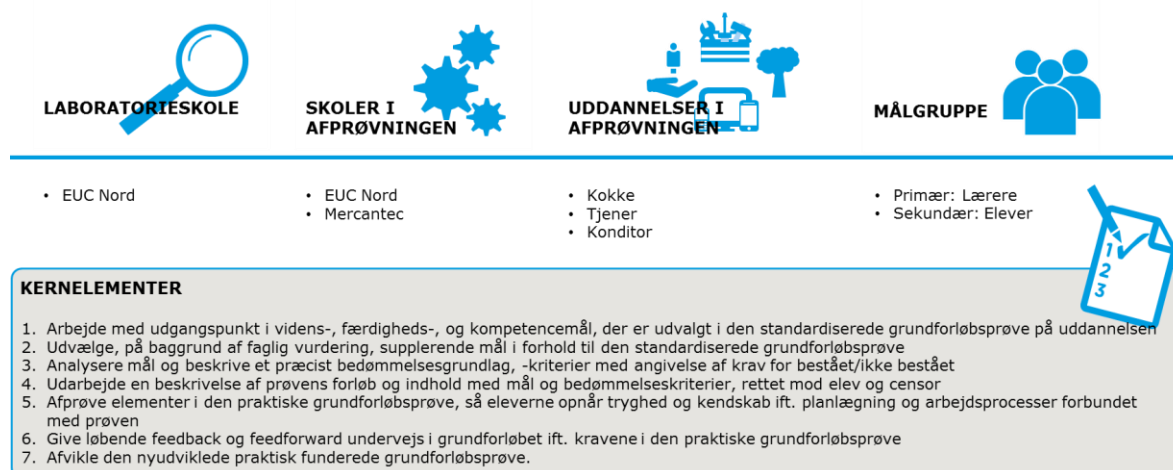 LABORATORIESKOLE
SKOLER I
AFPRØVNINGEN
UDDANNELSER I
AFPRØVNINGEN
MÅLGRUPPE
• EUC Nord
• EUC Nord
• Mercantec
• Kokke
• Tjener
• Konditor
• Primær: Lærere
• Sekundær: Elever
1
2
3
KERNELEMENTER
1. Arbejde med udgangspunkt i videns-, færdigheds-, og kompetencemål, der er udvalgt i den standardiserede grundforløbsprøve på uddannelsen
2. Udvælge, på baggrund af faglig vurdering, supplerende mål i forhold til den standardiserede grundforløbsprøve
3. Analysere mål og beskrive et præcist bedømmelsesgrundlag, -kriterier med angivelse af krav for bestået/ikke bestået
4. Udarbejde en beskrivelse af prøvens forløb og indhold med mål og bedømmelseskriterier, rettet mod elev og censor
5. Afprøve elementer i den praktiske grundforløbsprøve, så eleverne opnår tryghed og kendskab ift. planlægning og arbejdsprocesser forbundet
med prøven
6. Give løbende feedback og feedforward undervejs i grundforløbet ift. kravene i den praktiske grundforløbsprøve
7. Afvikle den nyudviklede praktisk funderede grundforløbsprøve.